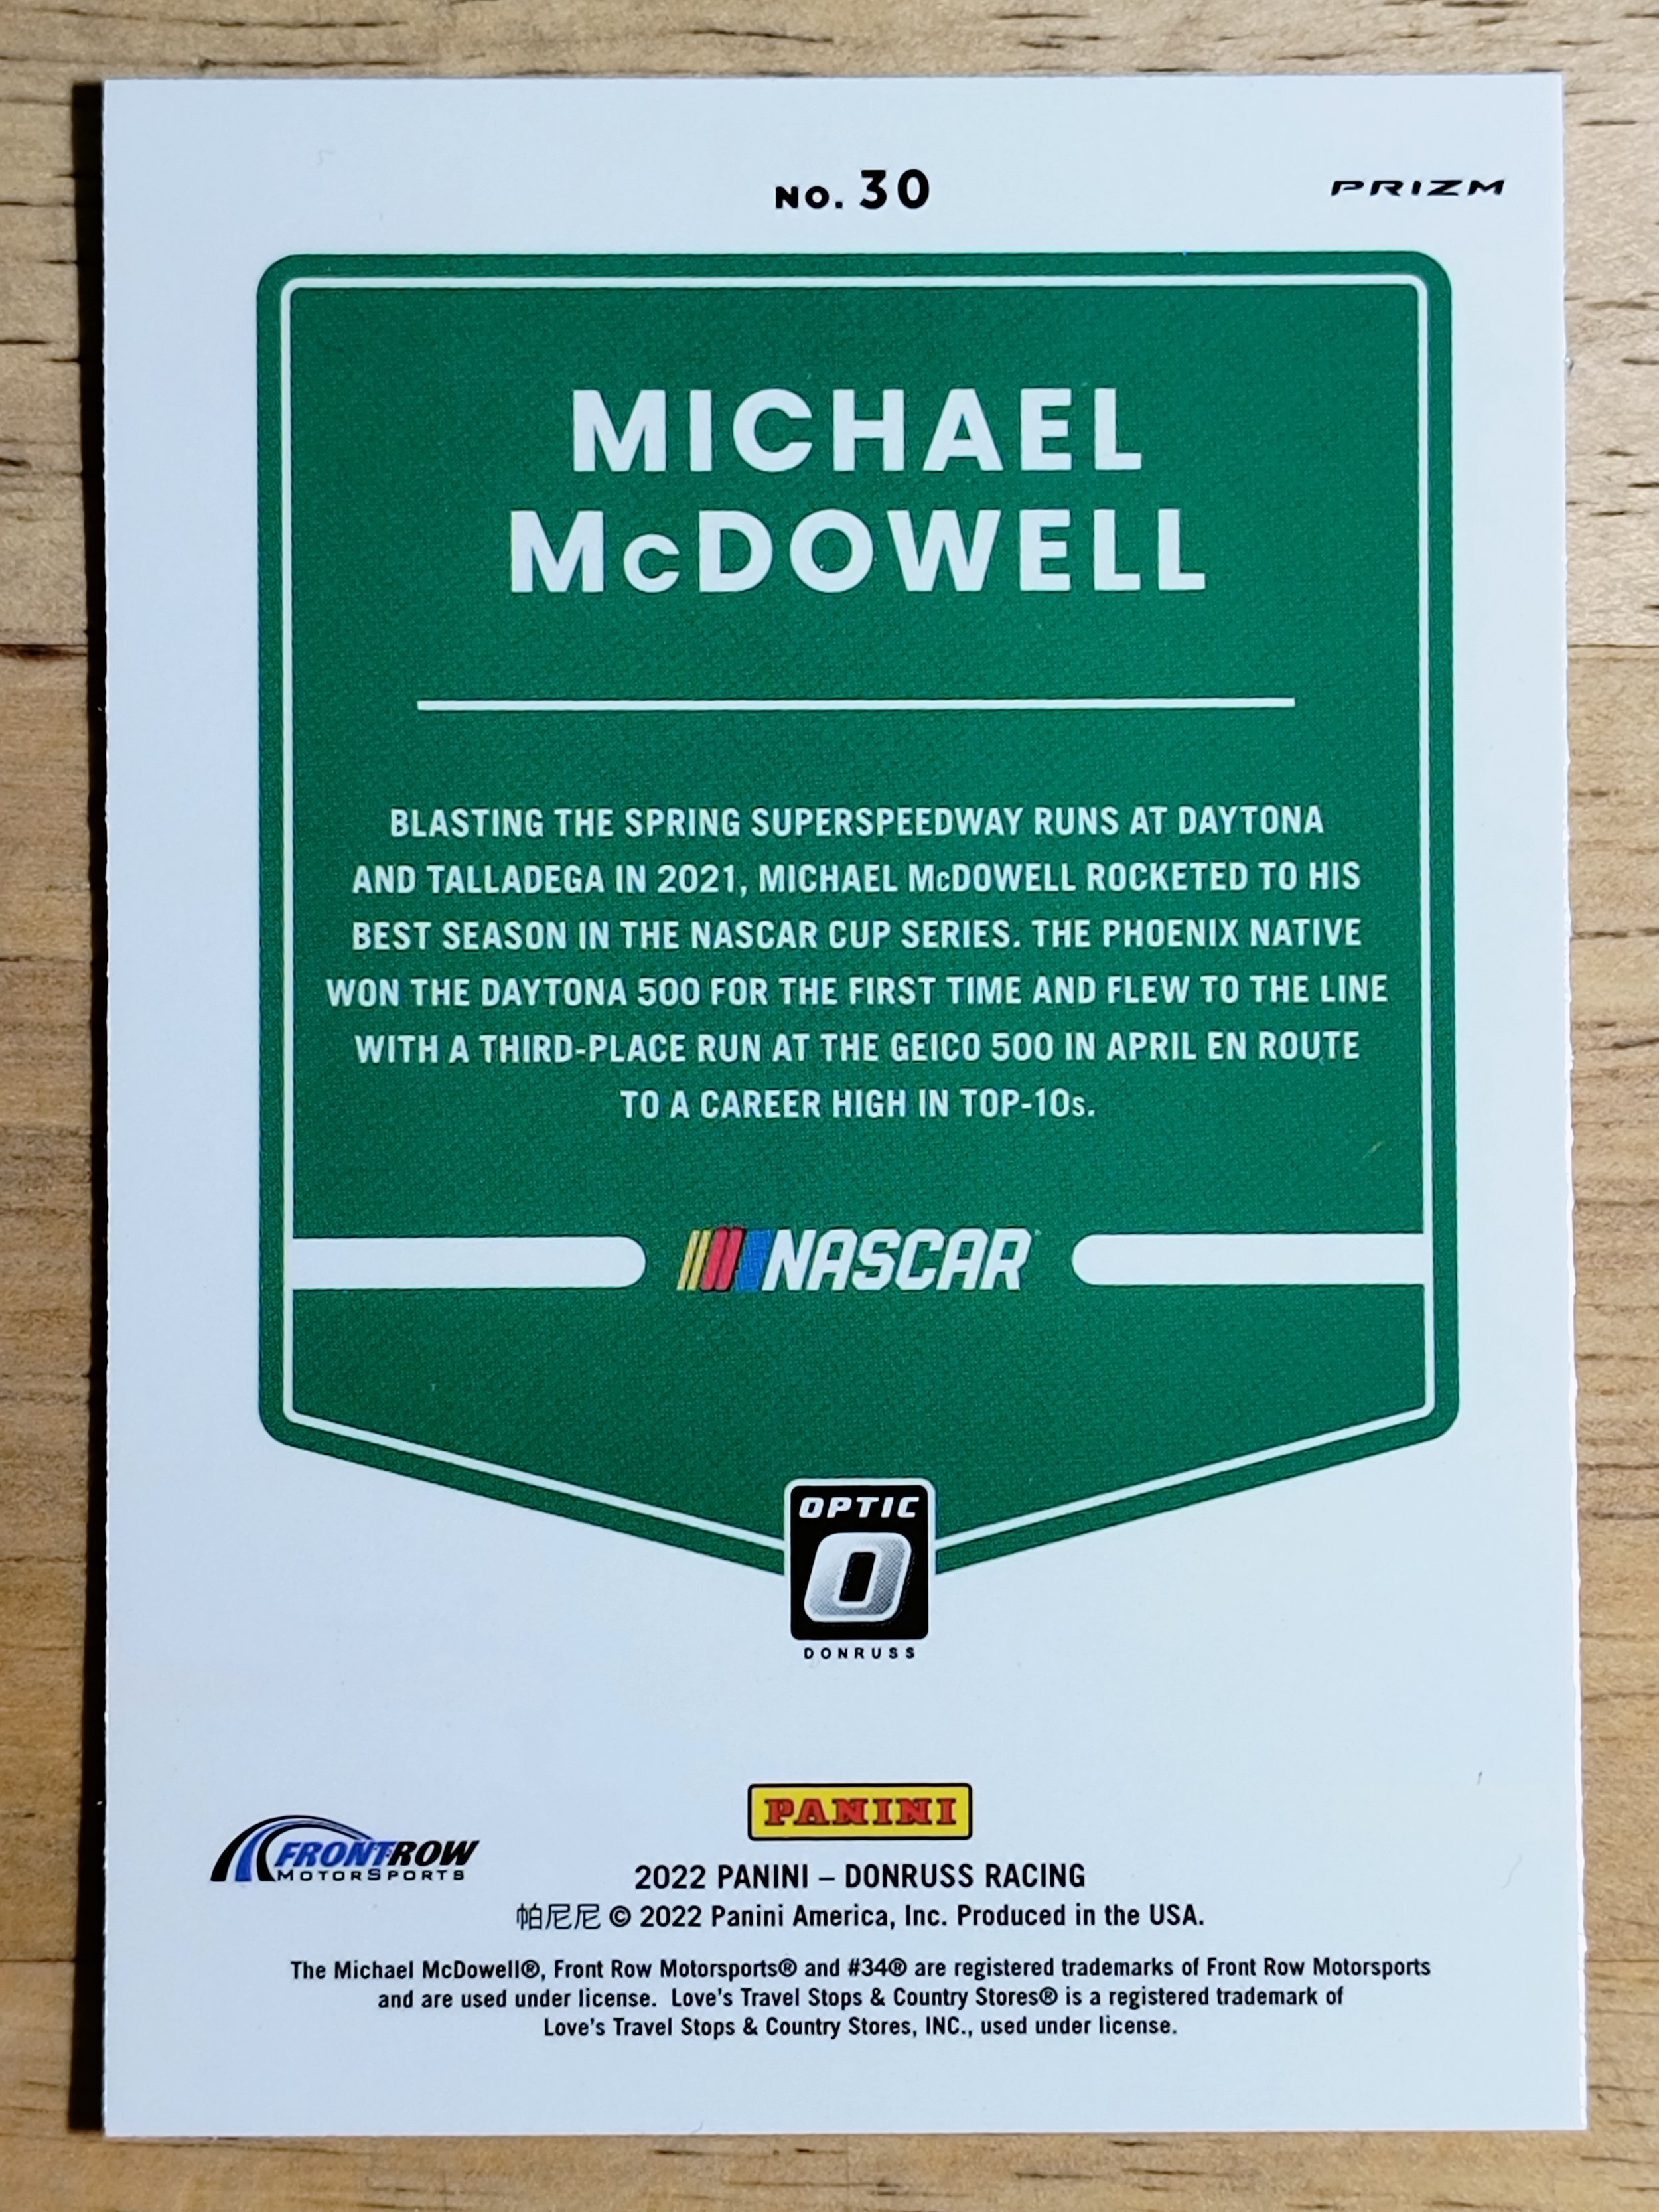 NO. 30
PRIZM
MICHAEL
McDOWELL
BLASTING THE SPRING SUPERSPEEDWAY RUNS AT DAYTONA
AND TALLADEGA IN 2021, MICHAEL McDOWELL ROCKETED TO HIS
BEST SEASON IN THE NASCAR CUP SERIES. THE PHOENIX NATIVE
WON THE DAYTONA 500 FOR THE FIRST TIME AND FLEW TO THE LINE
WITH A THIRD-PLACE RUN AT THE GEICO 500 IN APRIL EN ROUTE
TO A CAREER HIGH IN TOP-10s.
NASCAR
OPTIC
O
DONRUSS
PANINI
FRONTROW
MOTORSPORTS
2022 PANINI – DONRUSS RACING
帕尼尼 © 2022 Panini America, Inc. Produced in the USA.
The Michael McDowell®, Front Row Motorsports® and #34® are registered trademarks of Front Row Motorsports
and are used under license. Love's Travel Stops & Country Stores® is a registered trademark of
Love's Travel Stops & Country Stores, INC., used under license.